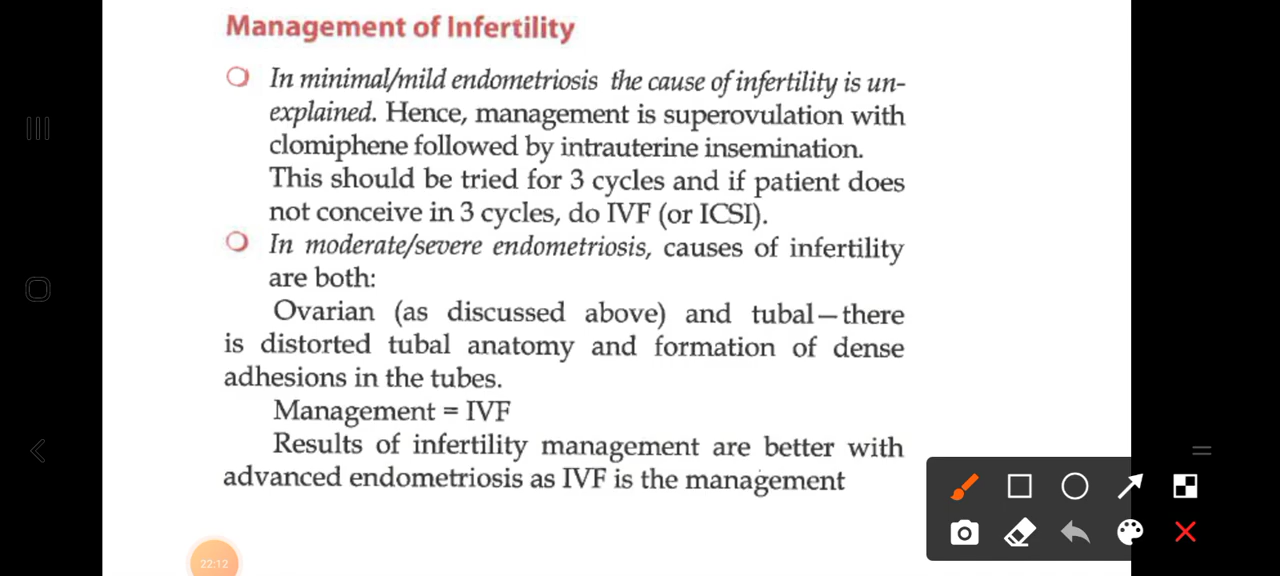 Management of Infertility
In minimal/mild endometriosis the cause of infertility is un-
explained. Hence, management is superovulation with
clomiphene followed by intrauterine insemination.
This should be tried for 3 cycles and if patient does
not conceive in 3 cycles, do IVF (or ICSI).
In moderate/severe endometriosis, causes of infertility
are both:
Ovarian (as discussed above) and tubal—there
is distorted tubal anatomy and formation of dense
adhesions in the tubes.
Management = IVF
Results of infertility management are better with
advanced endometriosis as IVF is the management
22:12